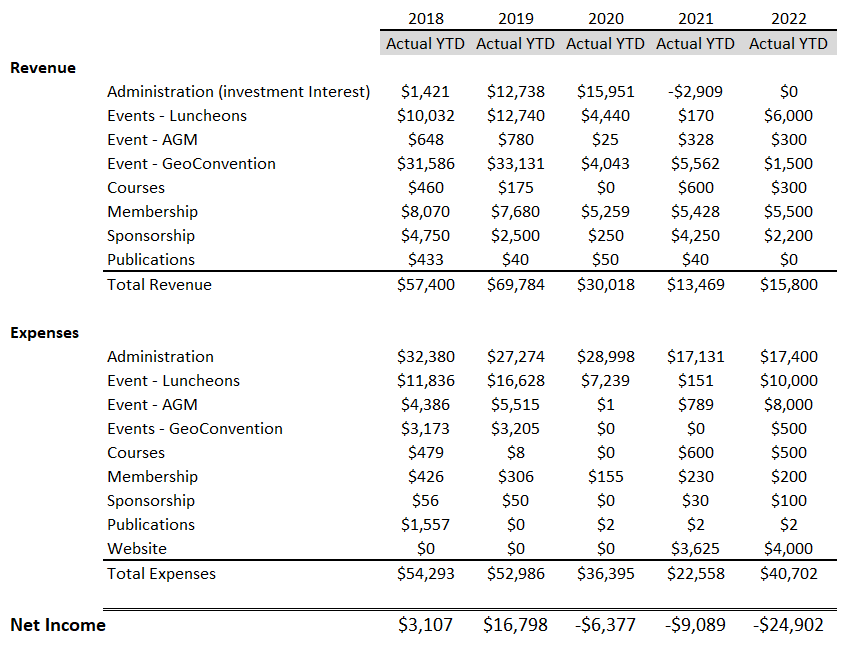 2018 2019 2020 2021 2022
Actual YTD Actual YTD Actual YTD Actual YTD Actual YTD
Revenue
Administration (investment Interest) $1,421 $12,738 $15,951 -$2,909 $0
Events - Luncheons $10,032 $12,740 $4,440 $170 $6,000
Event - AGM $648 $780 $25 $328 $300
Event - GeoConvention $31,586 $33,131 $4,043 $5,562 $1,500
Courses $460 $175 $0 $600 $300
Membership $8,070 $7,680 $5,259 $5,428 $5,500
Sponsorship $4,750 $2,500 $250 $4,250 $2,200
Publications $433 $40 $50 $40 $0
Total Revenue $57,400 $69,784 $30,018 $13,469 $15,800
Expenses
Administration $32,380 $27,274 $28,998 $17,131 $17,400
Event - Luncheons $11,836 $16,628 $7,239 $151 $10,000
Event - AGM $4,386 $5,515 $1 $789 $8,000
Events - GeoConvention $3,173 $3,205 $0 $0 $500
Courses $479 $8 $0 $600 $500
Membership $426 $306 $155 $230 $200
Sponsorship $56 $50 $0 $30 $100
Publications $1,557 $0 $2 $2 $2
Website $0 $0 $0 $3,625 $4,000
Total Expenses $54,293 $52,986 $36,395 $22,558 $40,702
Net Income $3,107 $16,798 -$6,377 -$9,089 -$24,902